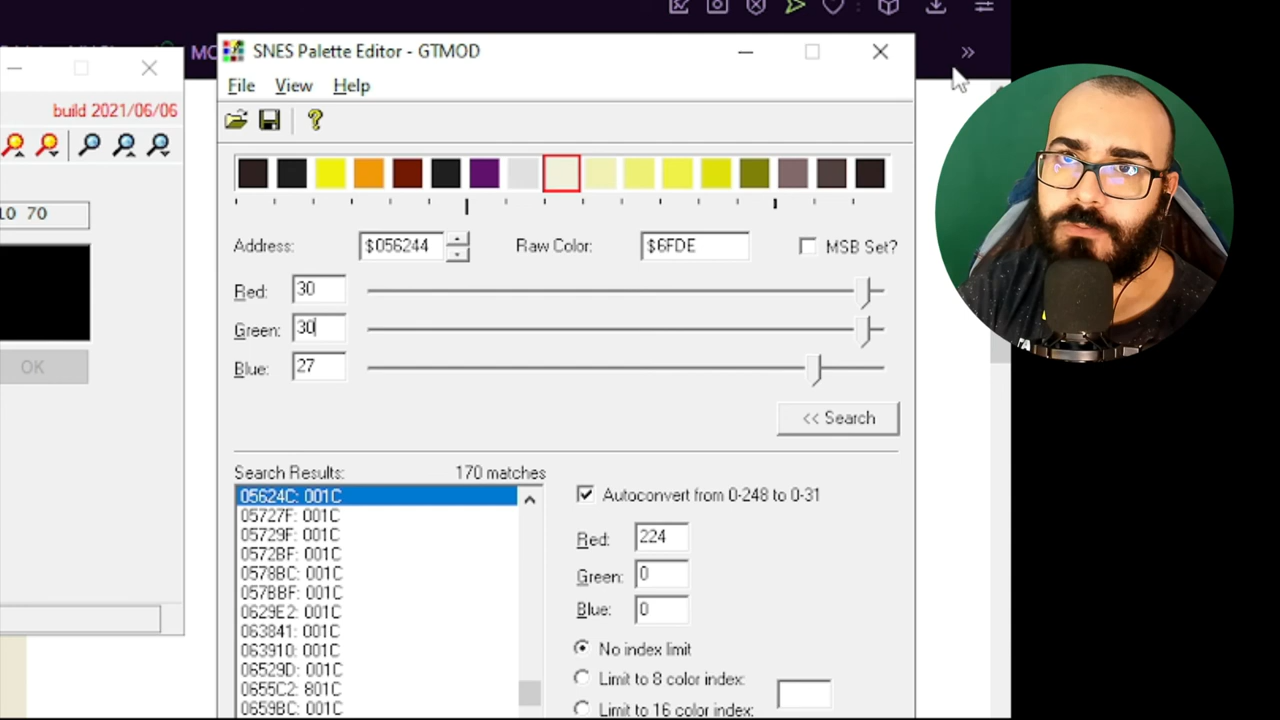 MO
SNES Palette Editor - GTMOD
File View Help
build 2021/06/06
10 70
OK
Address: $056244 Raw Color: $6FDE MSB Set?
Red: 30
Green: 30
Blue: 27
<< Search
Search Results: 170 matches
05624C: 001C
05727F: 001C
05729F: 001C
0572BF: 001C
0578BC: 001C
057BBF: 001C
0629E2: 001C
063841: 001C
063910: 001C
06529D: 001C
0655C2: 801C
0659BC: 001C
Autoconvert from 0-248 to 0-31
Red: 224
Green: 0
Blue: 0
No index limit
Limit to 8 color index:
Limit to 16 color index: